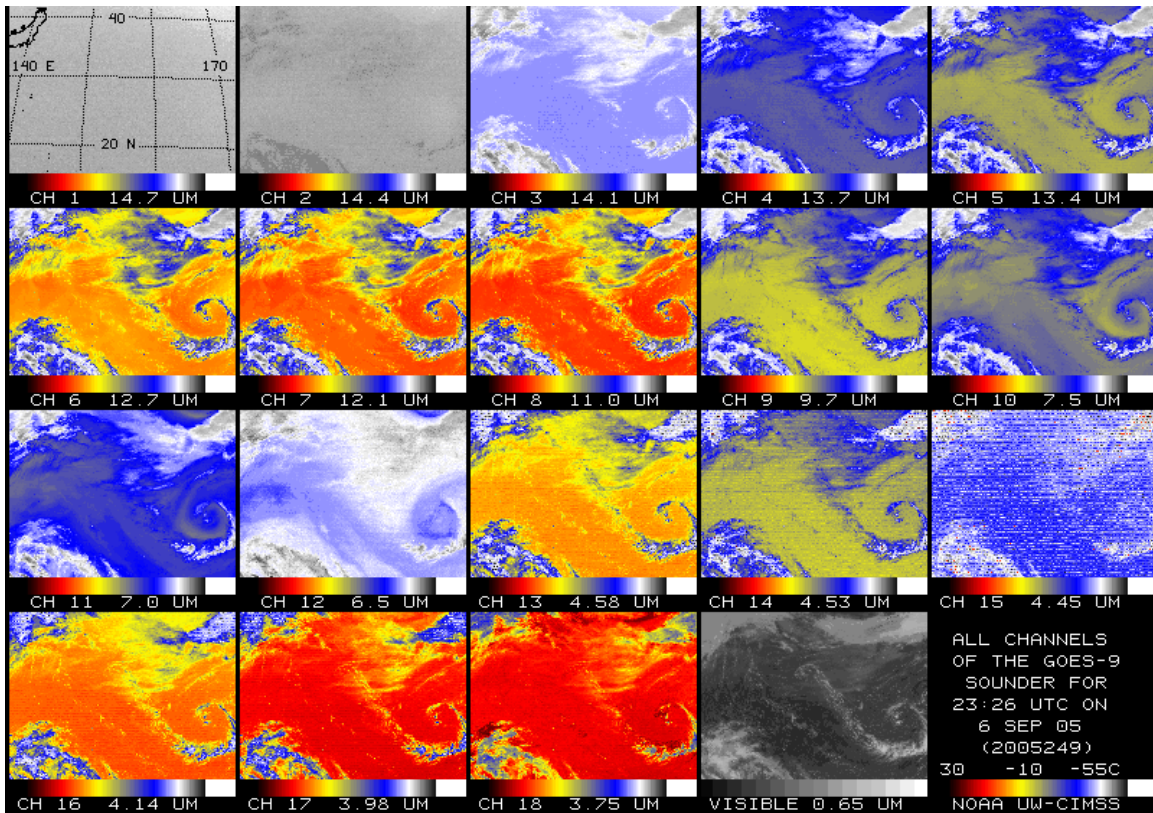 40
140 E 170
20 N
CH 1 14.7 UM
CH 2 14.4 UM
CH 3 14.1 UM
CH 4 13.7 UM
CH 5 13.4 UM
CH 6 12.7 UM
CH 7 12.1 UM
CH 8 11.0 UM
CH 9 9.7 UM
CH 10 7.5 UM
CH 11 7.0 UM
CH 12 6.5 UM
CH 13 4.58 UM
CH 14 4.53 UM
CH 15 4.45 UM
CH 16 4.14 UM
CH 17 3.98 UM
CH 18 3.75 UM
VISIBLE 0.65 UM
ALL CHANNELS
OF THE GOES-9
SOUNDER FOR
23:26 UTC ON
6 SEP 05
(2005249)
30 -10 -55C
NOAA UW-CIMSS